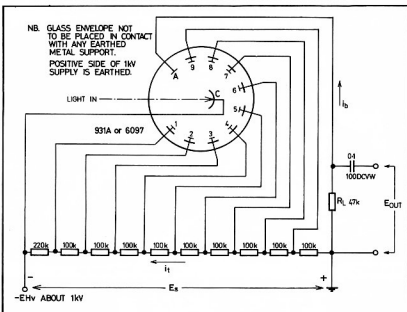 NB. GLASS ENVELOPE NOT
TO BE PLACED IN CONTACT
WITH ANY EARTHED
METAL SUPPORT.
POSITIVE SIDE OF 1kV
SUPPLY IS EARTHED.
A
9
8
7
6
5
4
3
2
1
C
LIGHT IN
931A or 6097
ib
0·1
100DCVW
RL 47k
EOUT
220k 100k 100k 100k 100k 100k 100k 100k 100k 100k
it
− Es +
-EHv ABOUT 1kV